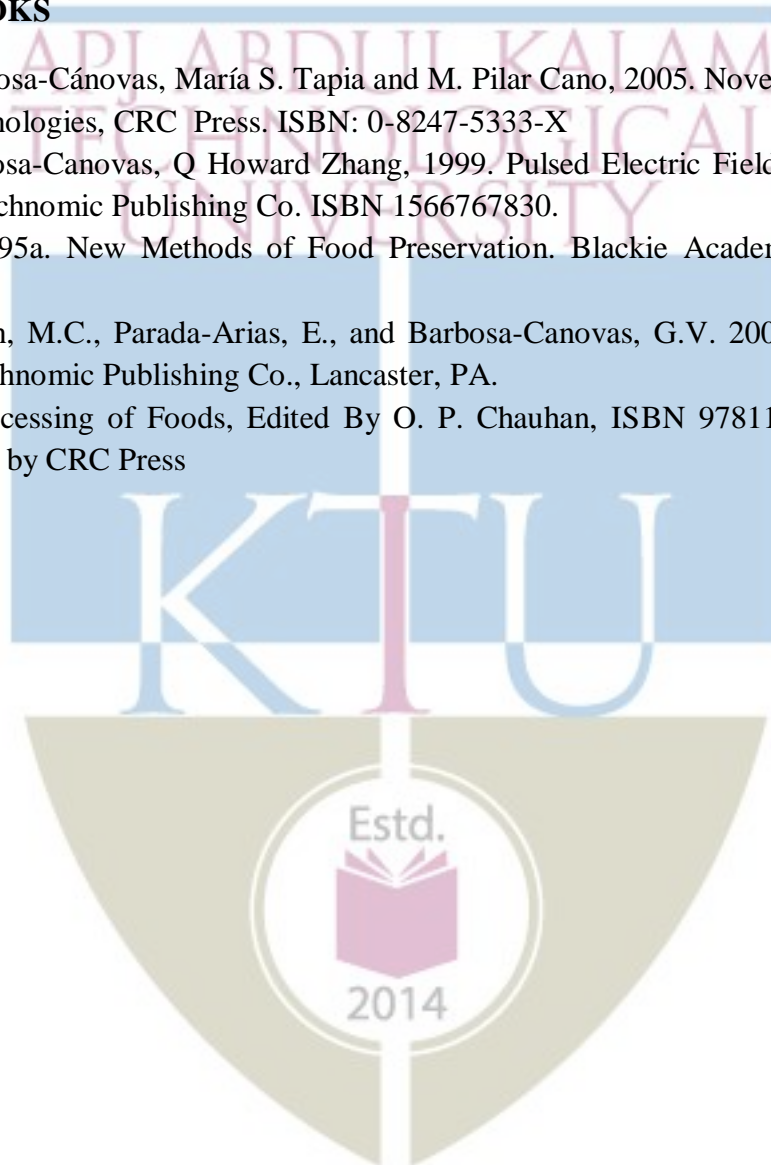 OKS
osa-Cánovas, María S. Tapia and M. Pilar Cano, 2005. Nove
nologies, CRC Press. ISBN: 0-8247-5333-X
osa-Canovas, Q Howard Zhang, 1999. Pulsed Electric Field
echnomic Publishing Co. ISBN 1566767830.
95a. New Methods of Food Preservation. Blackie Acader
n, M.C., Parada-Arias, E., and Barbosa-Canovas, G.V. 200
hnomic Publishing Co., Lancaster, PA.
cessing of Foods, Edited By O. P. Chauhan, ISBN 97811
by CRC Press
API ABDUL KALAM
TECHNOLOGICAL
UNIVERSITY
KTU
Estd.
2014